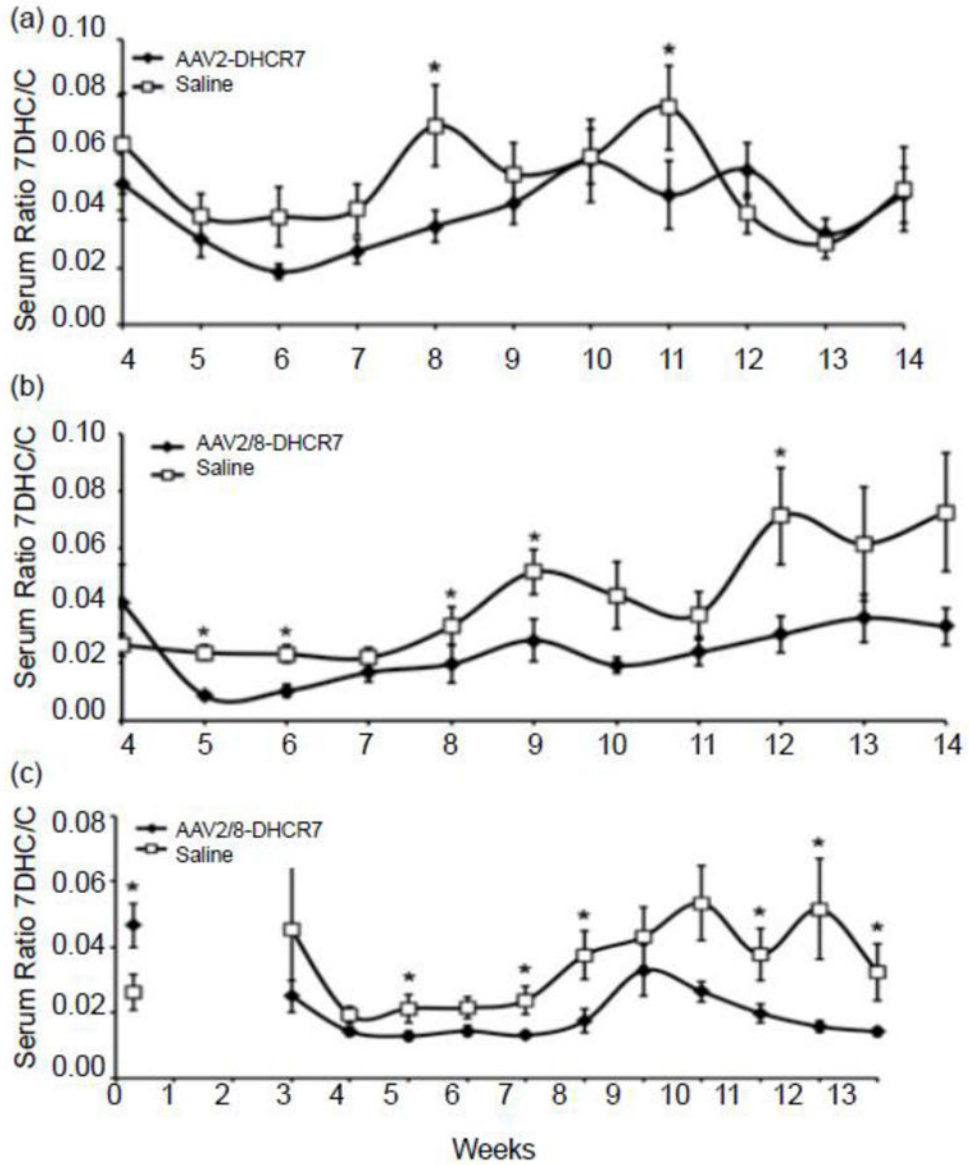 (a)
0.10
0.08
0.06
0.04
0.02
0.00
Serum Ratio 7DHC/C
AAV2-DHCR7
Saline
*
*
4 5 6 7 8 9 10 11 12 13 14
(b)
0.10
0.08
0.06
0.04
0.02
0.00
Serum Ratio 7DHC/C
AAV2/8-DHCR7
Saline
*
*
*
*
*
4 5 6 7 8 9 10 11 12 13 14
(c)
0.08
0.06
0.04
0.02
0.00
Serum Ratio 7DHC/C
AAV2/8-DHCR7
Saline
*
*
*
*
*
*
*
0 1 2 3 4 5 6 7 8 9 10 11 12 13
Weeks